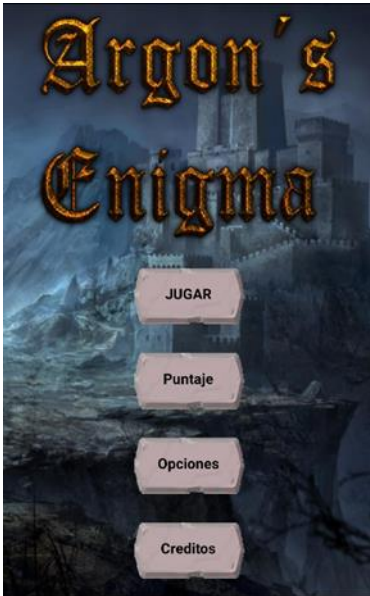 Argon´s
Enigma
JUGAR
Puntaje
Opciones
Creditos